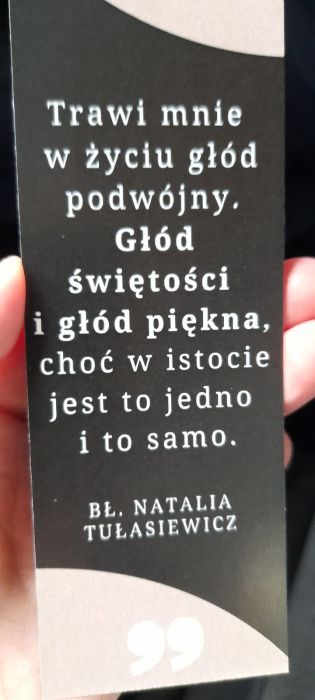 Trawi mnie
w życiu głód
podwójny.
Głód
świętości
i głód piękna,
choć w istocie
jest to jedno
i to samo.
BŁ. NATALIA
TUŁASIEWICZ
”